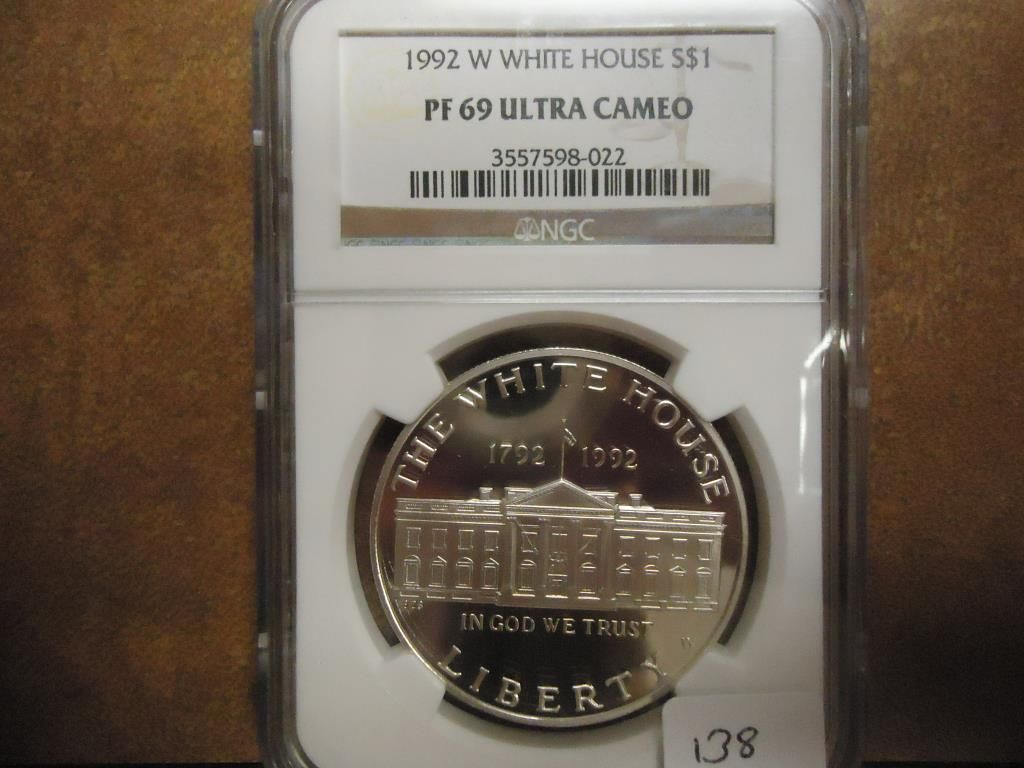 1992 W WHITE HOUSE S$1
PF 69 ULTRA CAMEO
3557598-022
NGC
THE WHITE HOUSE
1792 1992
IN GOD WE TRUST
W
LIBERTY
138